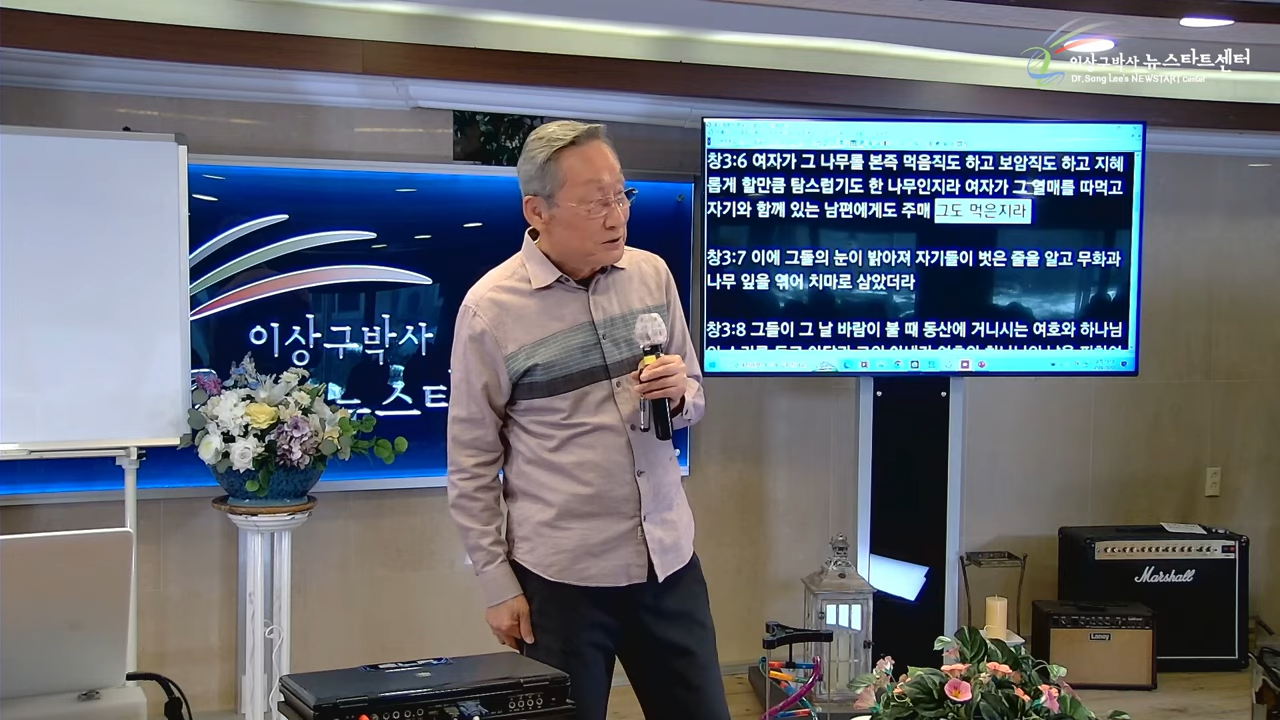 이상구박사 뉴스타트센터
Dr. Sang Lee's NEWSTART Center
창3:6 여자가 그 나무를 본즉 먹음직도 하고 보암직도 하고 지혜
롭게 할만큼 탐스럽기도 한 나무인지라 여자가 그 열매를 따먹고
자기와 함께 있는 남편에게도 주매 그도 먹은지라
창3:7 이에 그들의 눈이 밝아져 자기들이 벗은 줄을 알고 무화과
나무 잎을 엮어 치마로 삼았더라
창3:8 그들이 그 날 바람이 불 때 동산에 거니시는 여호와 하나님
이상구박사
뉴스타
Marshall
Laney